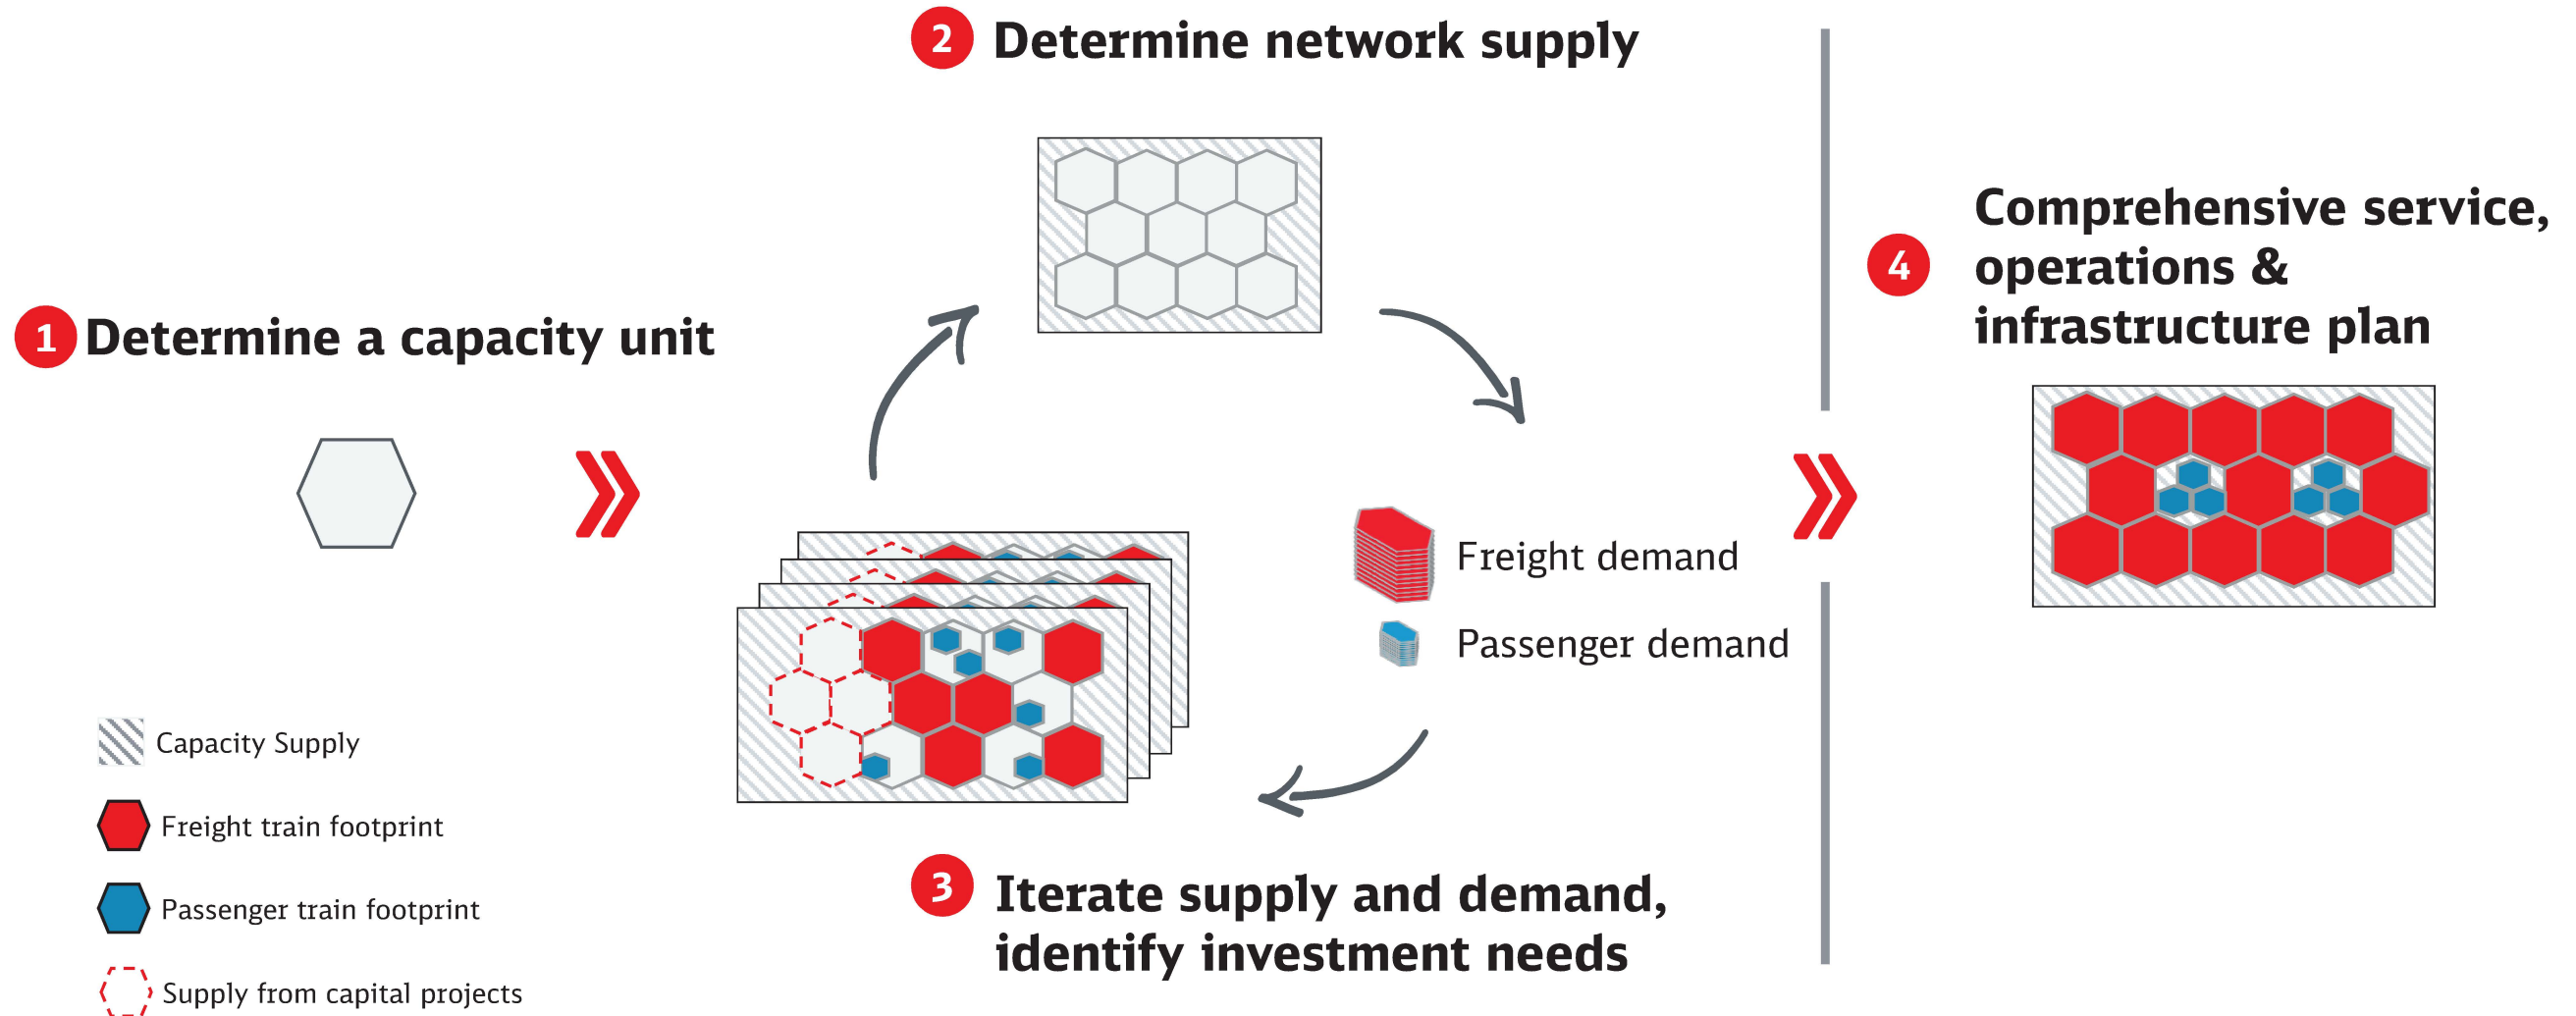 1 Determine a capacity unit
2 Determine network supply
Freight demand
Passenger demand
3 Iterate supply and demand,
identify investment needs
4 Comprehensive service,
operations &
infrastructure plan
Capacity Supply
Freight train footprint
Passenger train footprint
Supply from capital projects